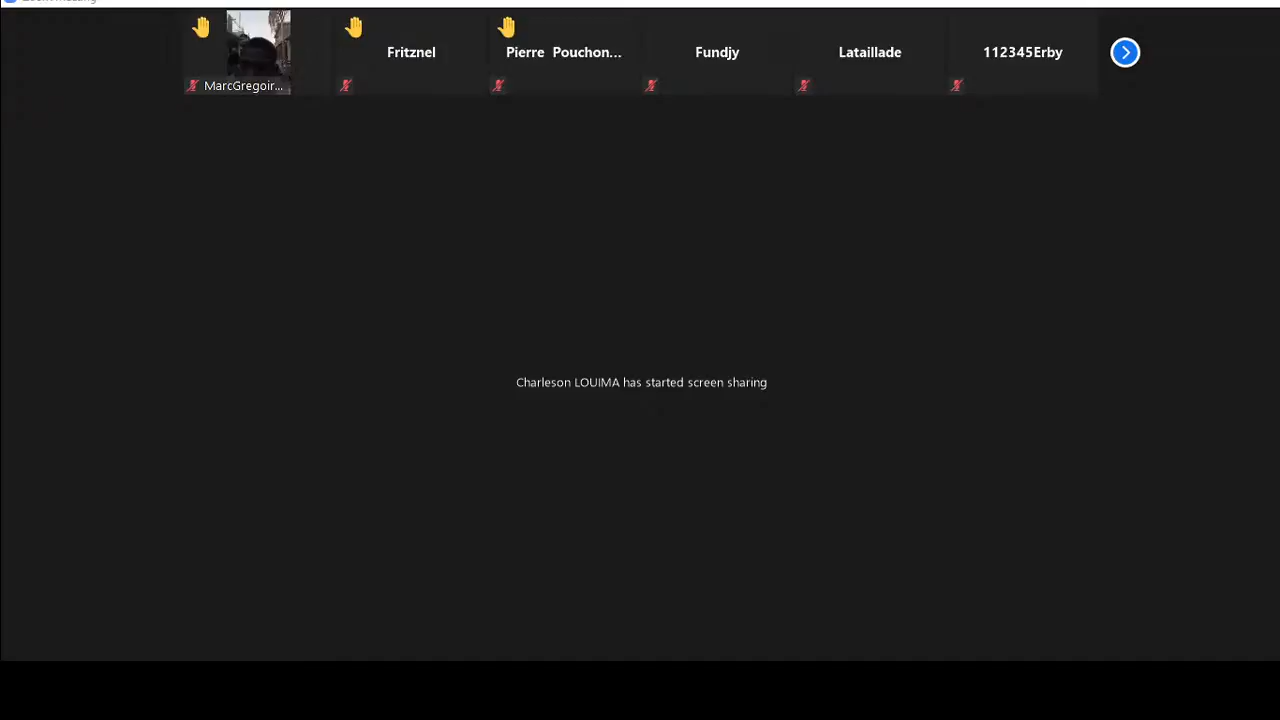 MarcGregoir...
Fritznel
Pierre Pouchon...
Fundjy
Lataillade
112345Erby
Charleson LOUIMA has started screen sharing